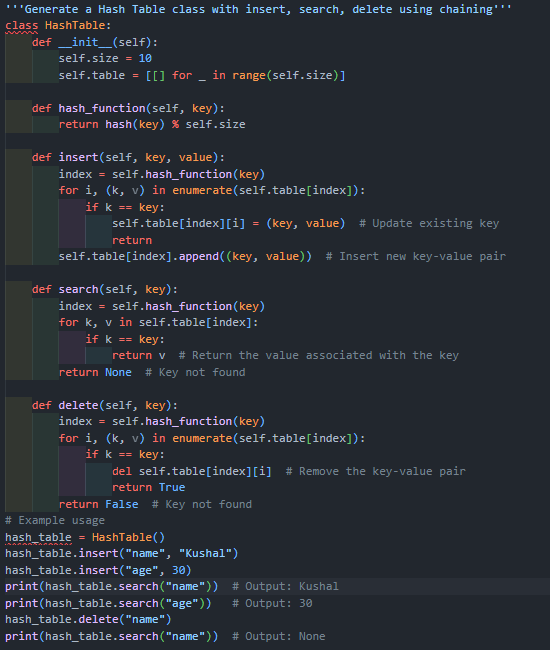 '''Generate a Hash Table class with insert, search, delete using chaining'''
class HashTable:
    def __init__(self):
        self.size = 10
        self.table = [[] for _ in range(self.size)]

    def hash_function(self, key):
        return hash(key) % self.size

    def insert(self, key, value):
        index = self.hash_function(key)
        for i, (k, v) in enumerate(self.table[index]):
            if k == key:
                self.table[index][i] = (key, value)  # Update existing key
                return
        self.table[index].append((key, value))  # Insert new key-value pair

    def search(self, key):
        index = self.hash_function(key)
        for k, v in self.table[index]:
            if k == key:
                return v  # Return the value associated with the key
        return None  # Key not found

    def delete(self, key):
        index = self.hash_function(key)
        for i, (k, v) in enumerate(self.table[index]):
            if k == key:
                del self.table[index][i]  # Remove the key-value pair
                return True
        return False  # Key not found
# Example usage
hash_table = HashTable()
hash_table.insert("name", "Kushal")
hash_table.insert("age", 30)
print(hash_table.search("name"))  # Output: Kushal
print(hash_table.search("age"))   # Output: 30
hash_table.delete("name")
print(hash_table.search("name"))  # Output: None